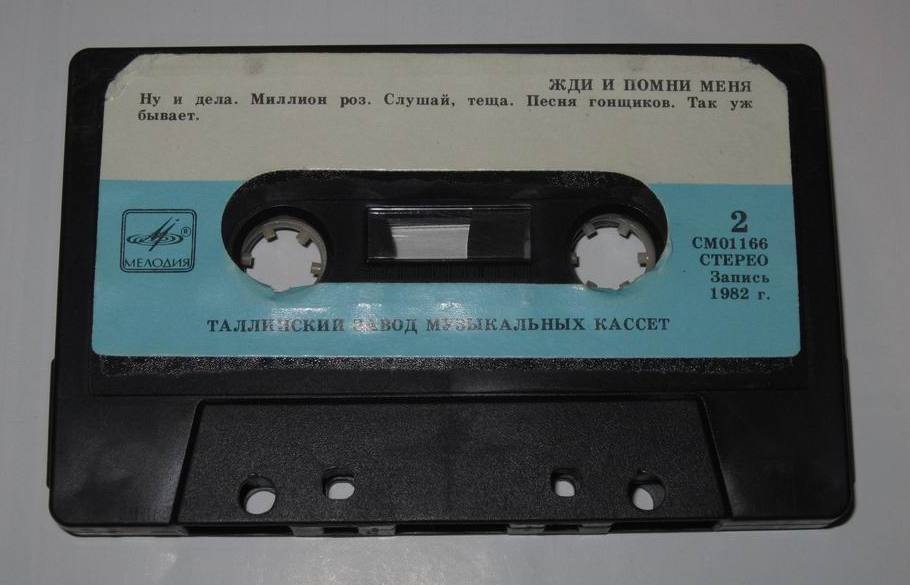 ЖДИ И ПОМНИ МЕНЯ
Ну и дела. Миллион роз. Слушай, теща. Песня гонщиков. Так уж
бывает.
МЕЛОДИЯ
2
СМ01166
СТЕРЕО
Запись
1982 г.
ТАЛЛИНСКИЙ ЗАВОД МУЗЫКАЛЬНЫХ КАССЕТ